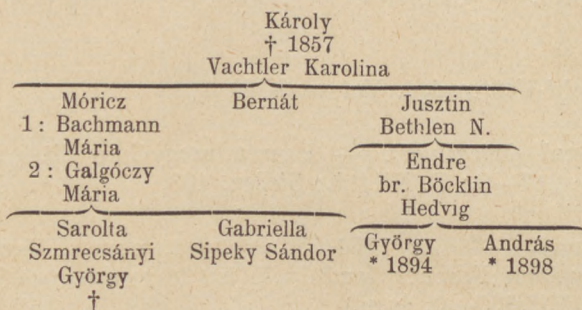 Károly
† 1857
Vachtler Karolina
Móricz Bernát Jusztin
1 : Bachmann Bethlen N.
Mária
2 : Galgóczy Endre
Mária br. Böcklin
Hedvig
Sarolta Gabriella György András
Szmrecsányi Sipeky Sándor * 1894 * 1898
György
†